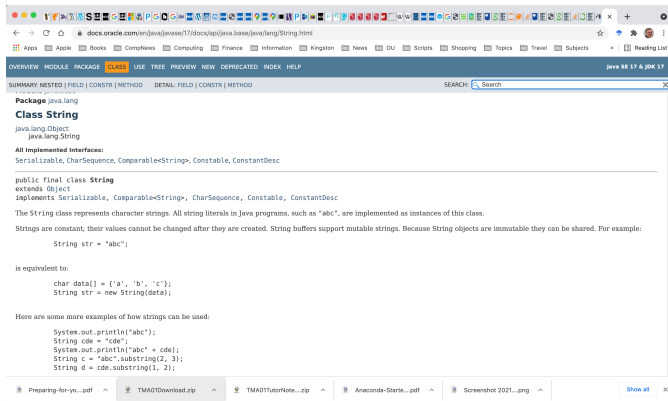 docs.oracle.com/en/java/javase/17/docs/api/java.base/java/lang/String.html
Apps Apple Books CompNews Computing Finance Information Kingston News OU Scripts Shopping Topics Travel Subjects » Reading List
OVERVIEW MODULE PACKAGE CLASS USE TREE PREVIEW NEW DEPRECATED INDEX HELP Java SE 17 & JDK 17
SUMMARY: NESTED | FIELD | CONSTR | METHOD DETAIL: FIELD | CONSTR | METHOD SEARCH: Search
Package java.lang
Class String
java.lang.Object
java.lang.String
All Implemented Interfaces:
Serializable, CharSequence, Comparable<String>, Constable, ConstantDesc
public final class String
extends Object
implements Serializable, Comparable<String>, CharSequence, Constable, ConstantDesc
The String class represents character strings. All string literals in Java programs, such as "abc", are implemented as instances of this class.
Strings are constant; their values cannot be changed after they are created. String buffers support mutable strings. Because String objects are immutable they can be shared. For example:
String str = "abc";
is equivalent to:
char data[] = {'a', 'b', 'c'};
String str = new String(data);
Here are some more examples of how strings can be used:
System.out.println("abc");
String cde = "cde";
System.out.println("abc" + cde);
String c = "abc".substring(2, 3);
String d = cde.substring(1, 2);
Preparing-for-yo....pdf TMA01Download.zip TMA01TutorNote....zip Anaconda-Starte....pdf Screenshot 2021....png Show all